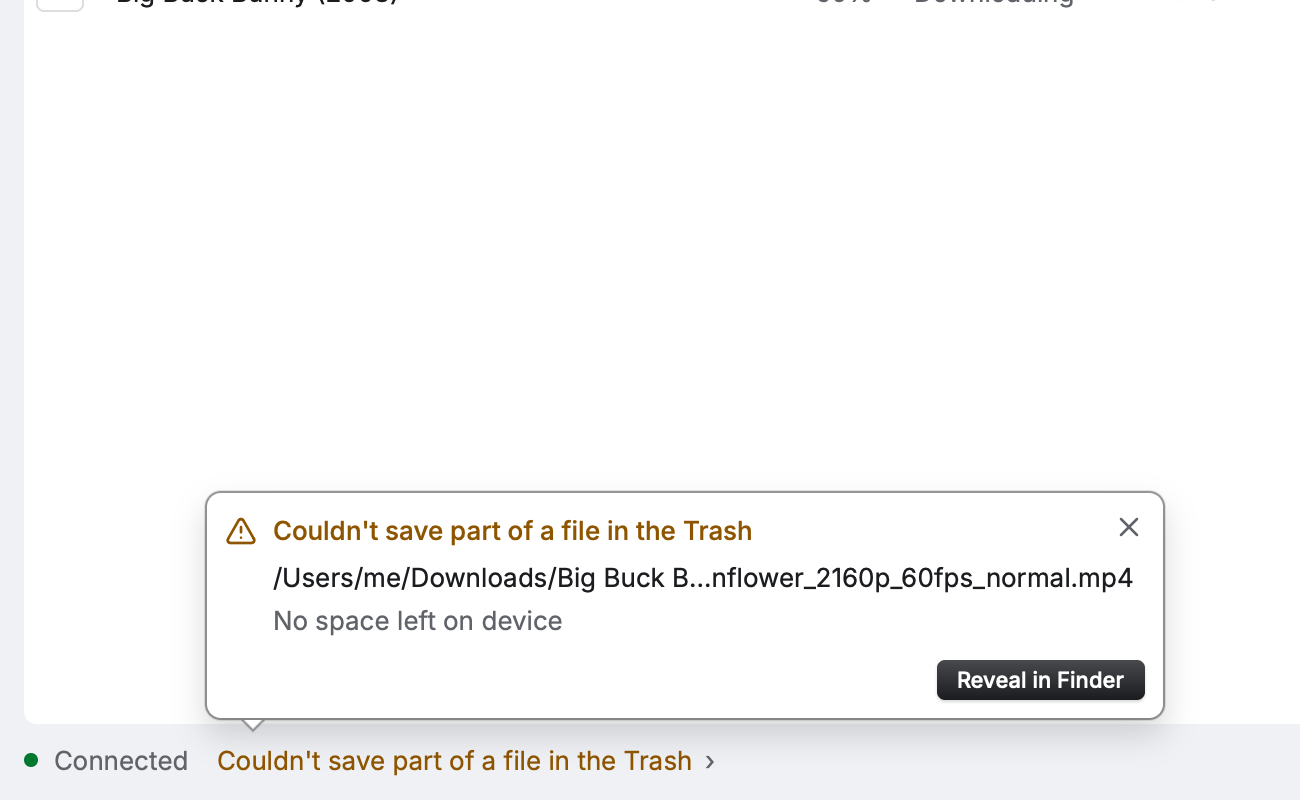 Couldn't save part of a file in the Trash
/Users/me/Downloads/Big Buck B...nflower_2160p_60fps_normal.mp4
No space left on device
Reveal in Finder
Connected Couldn't save part of a file in the Trash ›